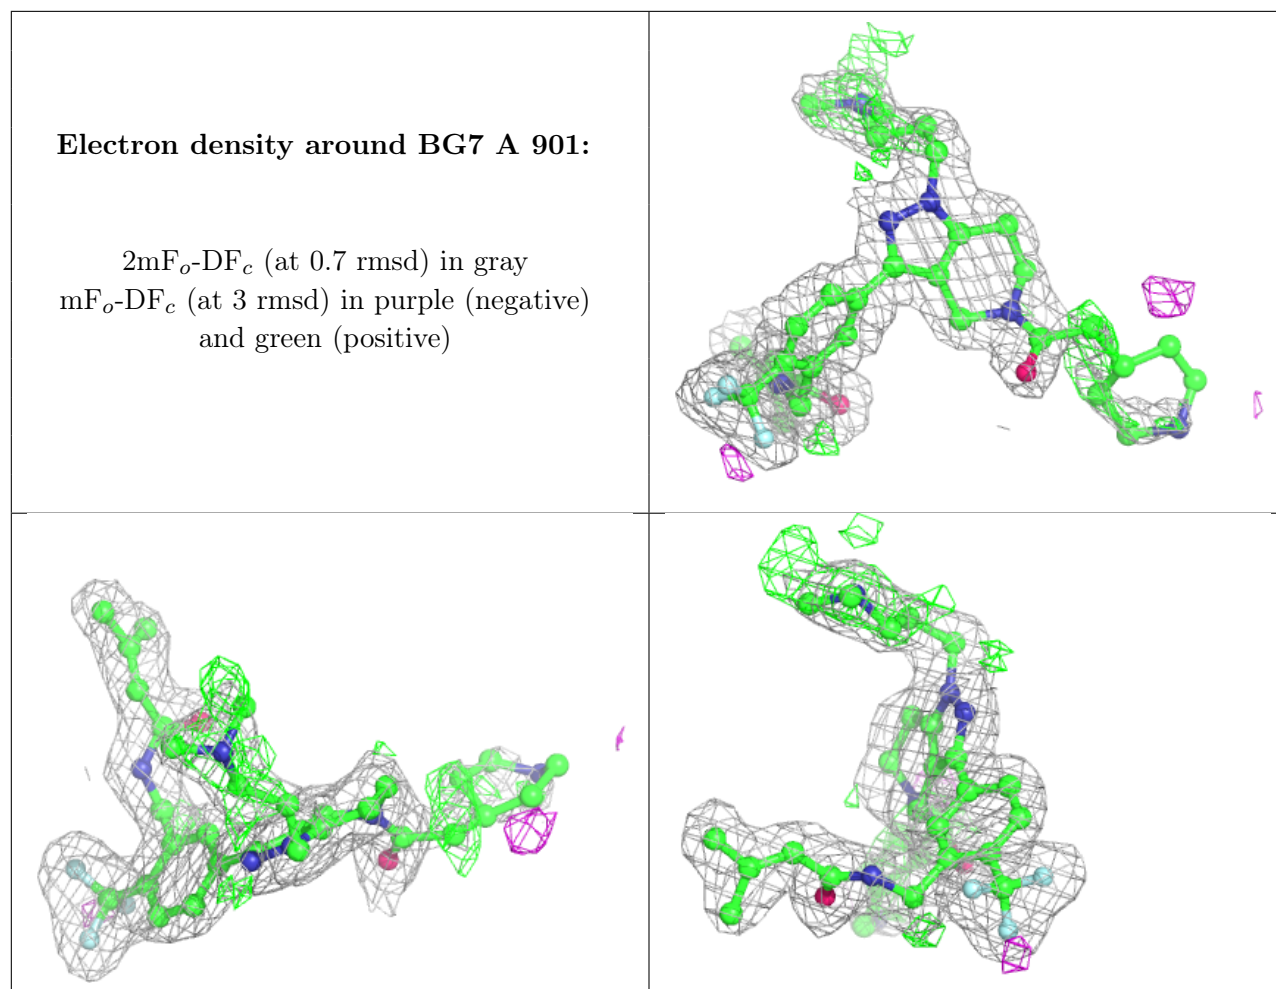 Electron density around BG7 A 901:
2mFo-DFc (at 0.7 rmsd) in gray
mFo-DFc (at 3 rmsd) in purple (negative)
and green (positive)